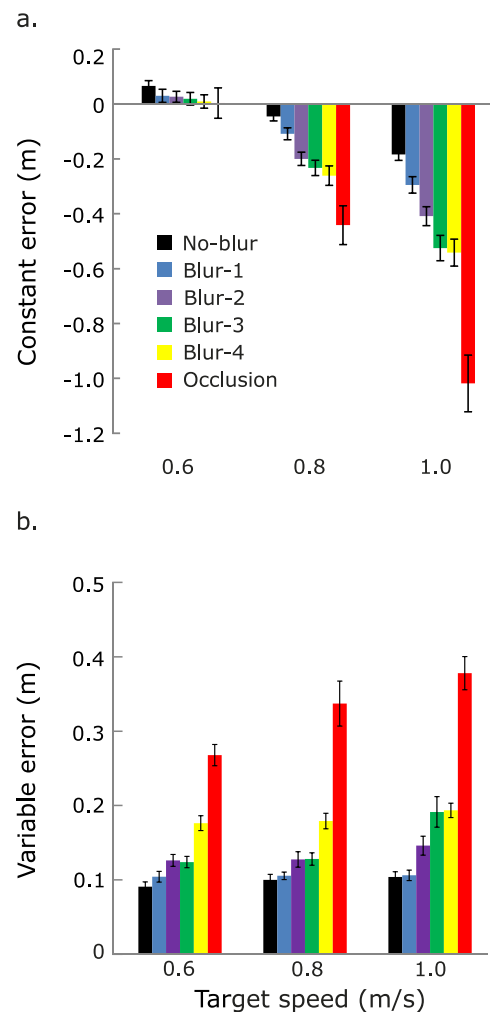 a.
0.2
0
-0.2
-0.4
-0.6
-0.8
-1.0
-1.2
Constant error (m)
No-blur
Blur-1
Blur-2
Blur-3
Blur-4
Occlusion
0.6 0.8 1.0
b.
0.5
0.4
0.3
0.2
0.1
0
Variable error (m)
0.6 0.8 1.0
Target speed (m/s)